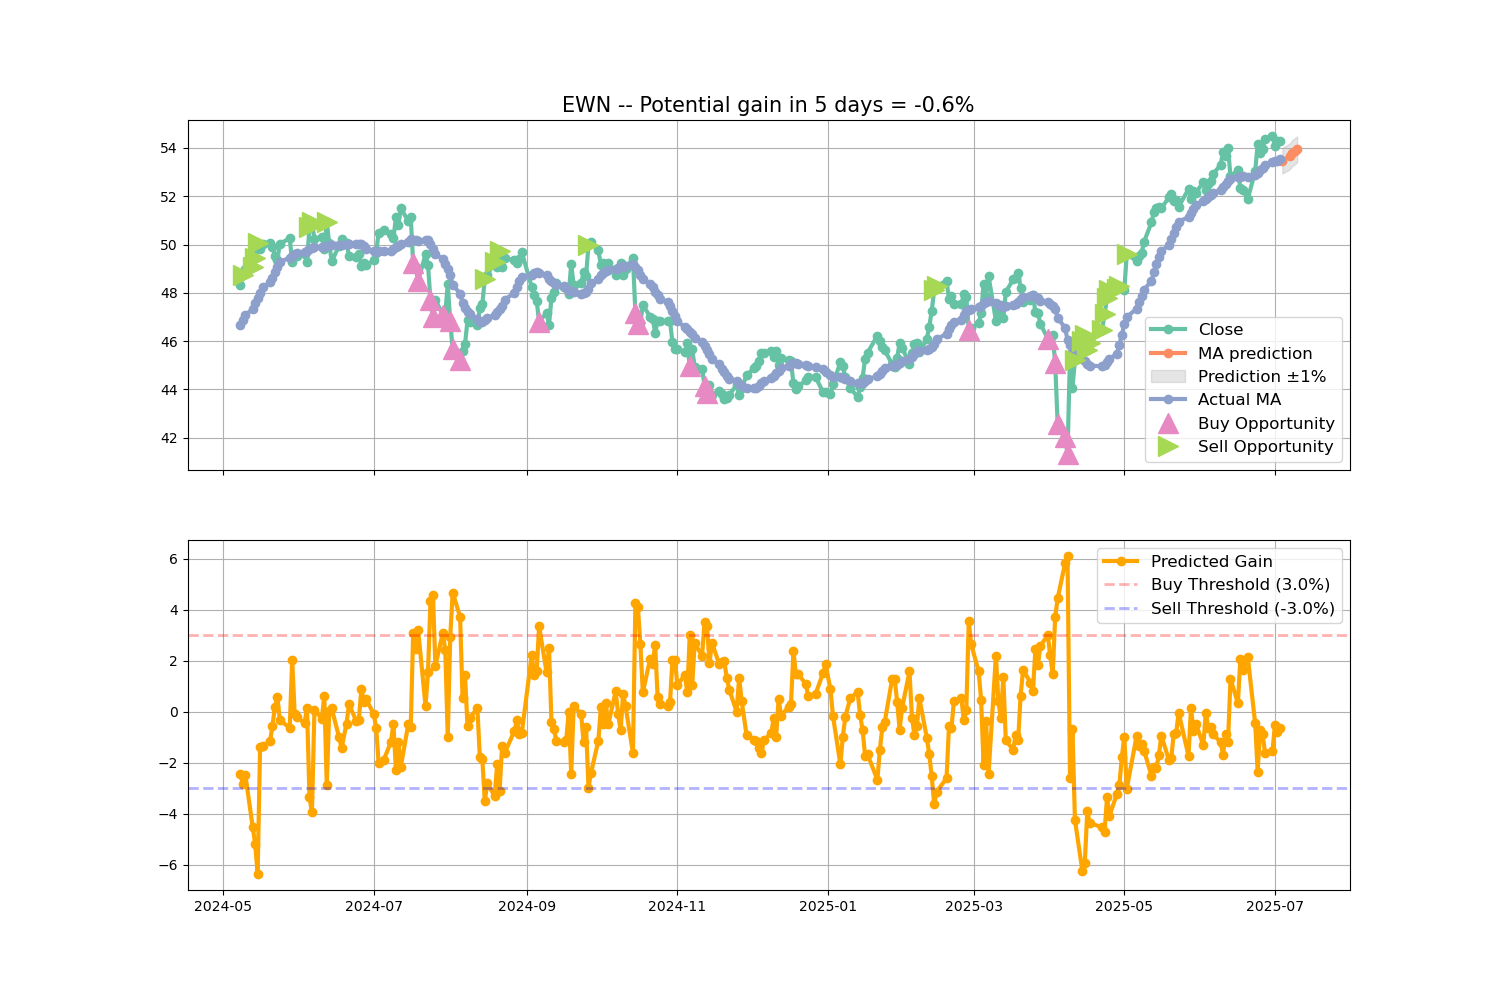 EWN -- Potential gain in 5 days = -0.6%
54
52
50
48
46
44
42
Close
MA prediction
Prediction ±1%
Actual MA
Buy Opportunity
Sell Opportunity
6
4
2
0
−2
−4
−6
Predicted Gain
Buy Threshold (3.0%)
Sell Threshold (-3.0%)
2024-05 2024-07 2024-09 2024-11 2025-01 2025-03 2025-05 2025-07